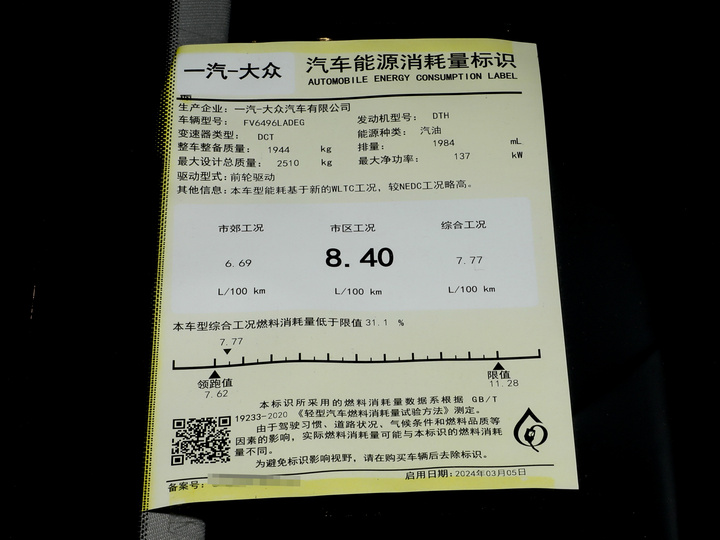 一汽-大众
汽车能源消耗量标识
AUTOMOBILE ENERGY CONSUMPTION LABEL
生产企业：一汽-大众汽车有限公司
车辆型号： FV6496LADEG 发动机型号： DTH
变速器类型： DCT 能源种类： 汽油
整车整备质量： 1944 kg 排量： 1984 mL
最大设计总质量： 2510 kg 最大净功率： 137 kW
驱动型式：前轮驱动
其他信息：本车型能耗基于新的WLTC工况，较NEDC工况略高。
市郊工况 市区工况 综合工况
6.69 8.40 7.77
L/100 km L/100 km L/100 km
本车型综合工况燃料消耗量低于限值31.1 %
7.77
领跑值 限值
7.62 11.28
本标识所采用的燃料消耗量数据系根据 GB/T
19233-2020 《轻型汽车燃料消耗量试验方法》测定。
由于驾驶习惯、道路状况、气候条件和燃料品质等
因素的影响，实际燃料消耗量可能与本标识的燃料消耗
量不同。
为避免标识影响视野，请在购买车辆后去除标识。
备案号：
启用日期：2024年03月05日